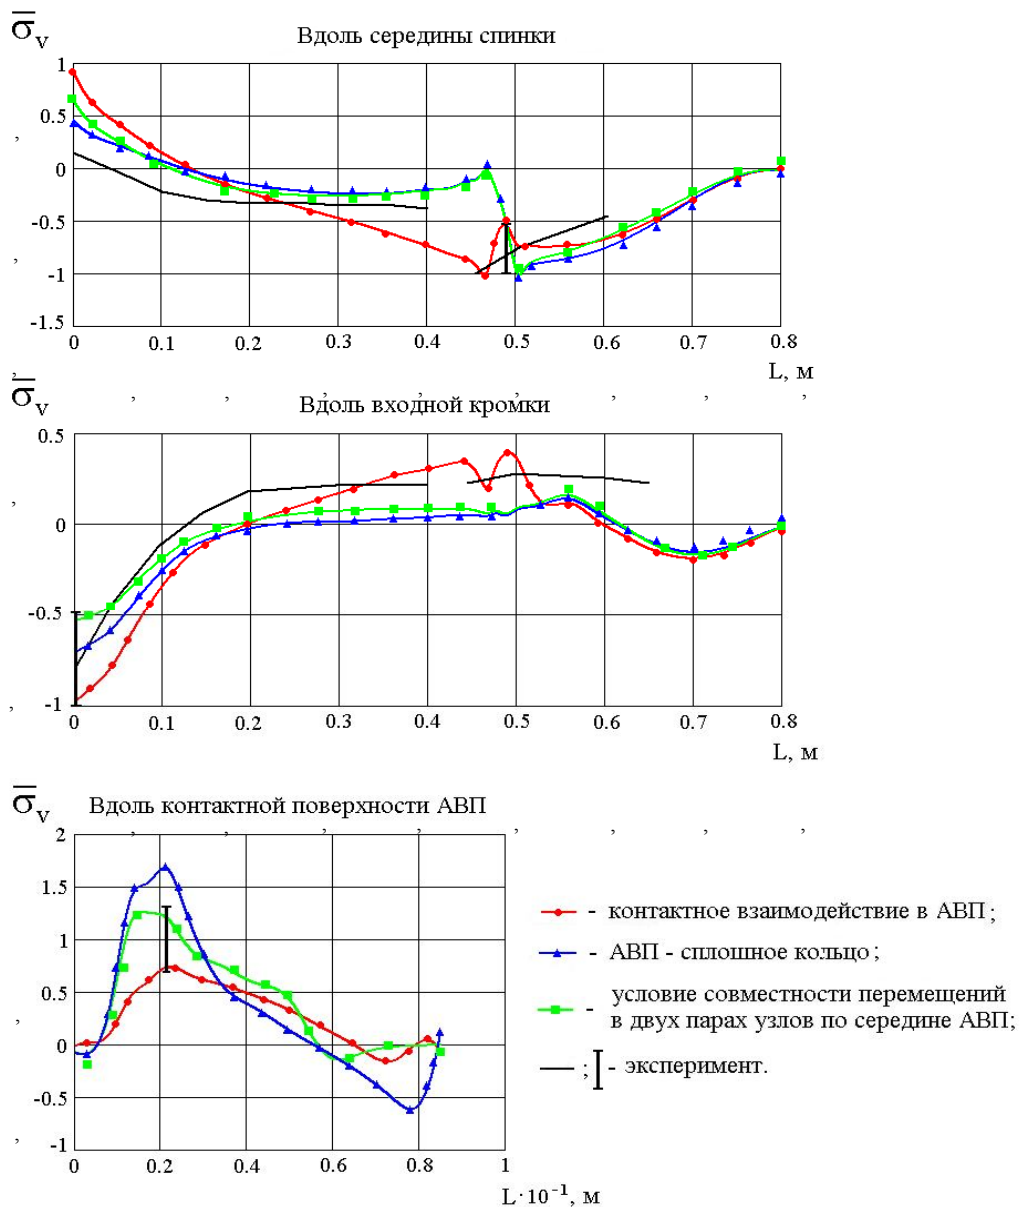 σ̅ᵥ
Вдоль середины спинки
1
0.5
0
-0.5
-1
-1.5
0 0.1 0.2 0.3 0.4 0.5 0.6 0.7 0.8
L, м
σ̅ᵥ
Вдоль входной кромки
0.5
0
-0.5
-1
0 0.1 0.2 0.3 0.4 0.5 0.6 0.7 0.8
L, м
σ̅ᵥ
Вдоль контактной поверхности АВП
2
1.5
1
0.5
0
-0.5
-1
0 0.2 0.4 0.6 0.8 1
L·10⁻¹, м
- контактное взаимодействие в АВП;
- АВП - сплошное кольцо;
- условие совместности перемещений
в двух парах узлов по середине АВП;
; - эксперимент.